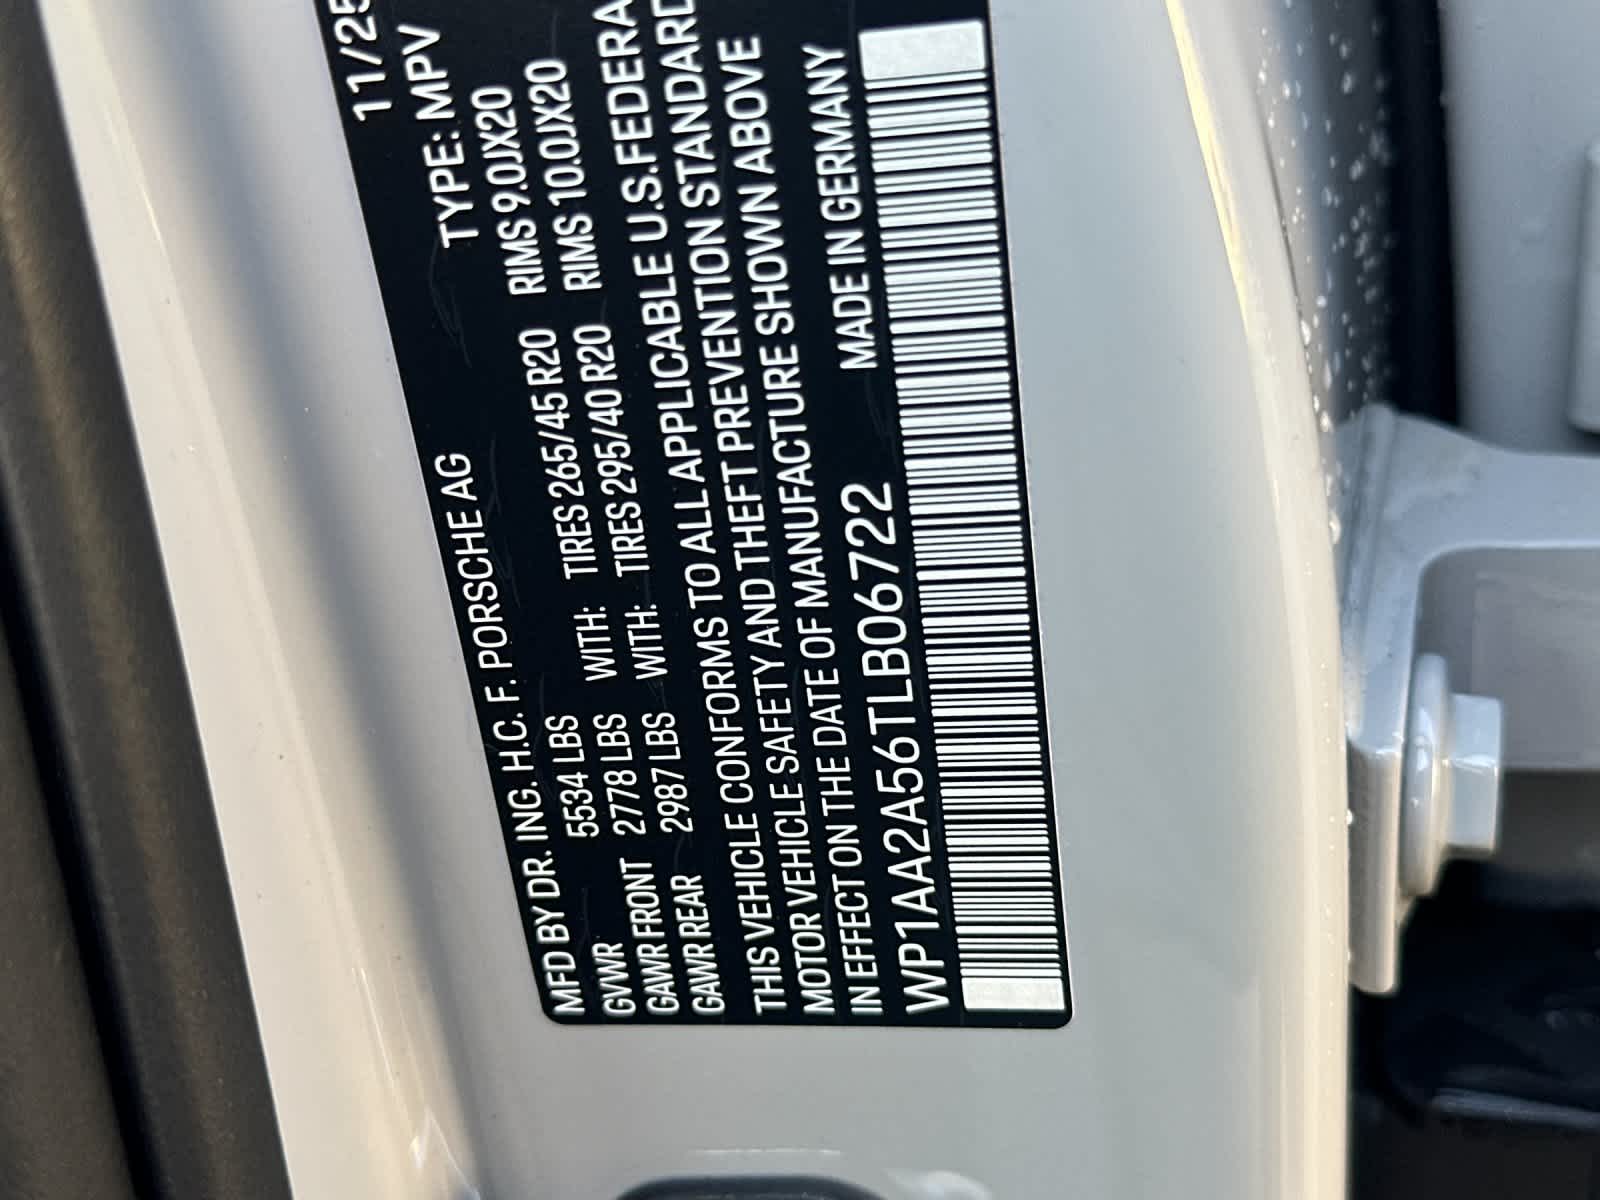 MFD BY DR. ING. H.C. F. PORSCHE AG 11/25
GVWR 5534 LBS TYPE: MPV
GAWR FRONT 2778 LBS WITH: TIRES 265/45 R20 RIMS 9.0JX20
GAWR REAR 2987 LBS WITH: TIRES 295/40 R20 RIMS 10.0JX20
THIS VEHICLE CONFORMS TO ALL APPLICABLE U.S.FEDERA
MOTOR VEHICLE SAFETY AND THEFT PREVENTION STANDARD
IN EFFECT ON THE DATE OF MANUFACTURE SHOWN ABOVE
WP1AA2A56TLB06722 MADE IN GERMANY